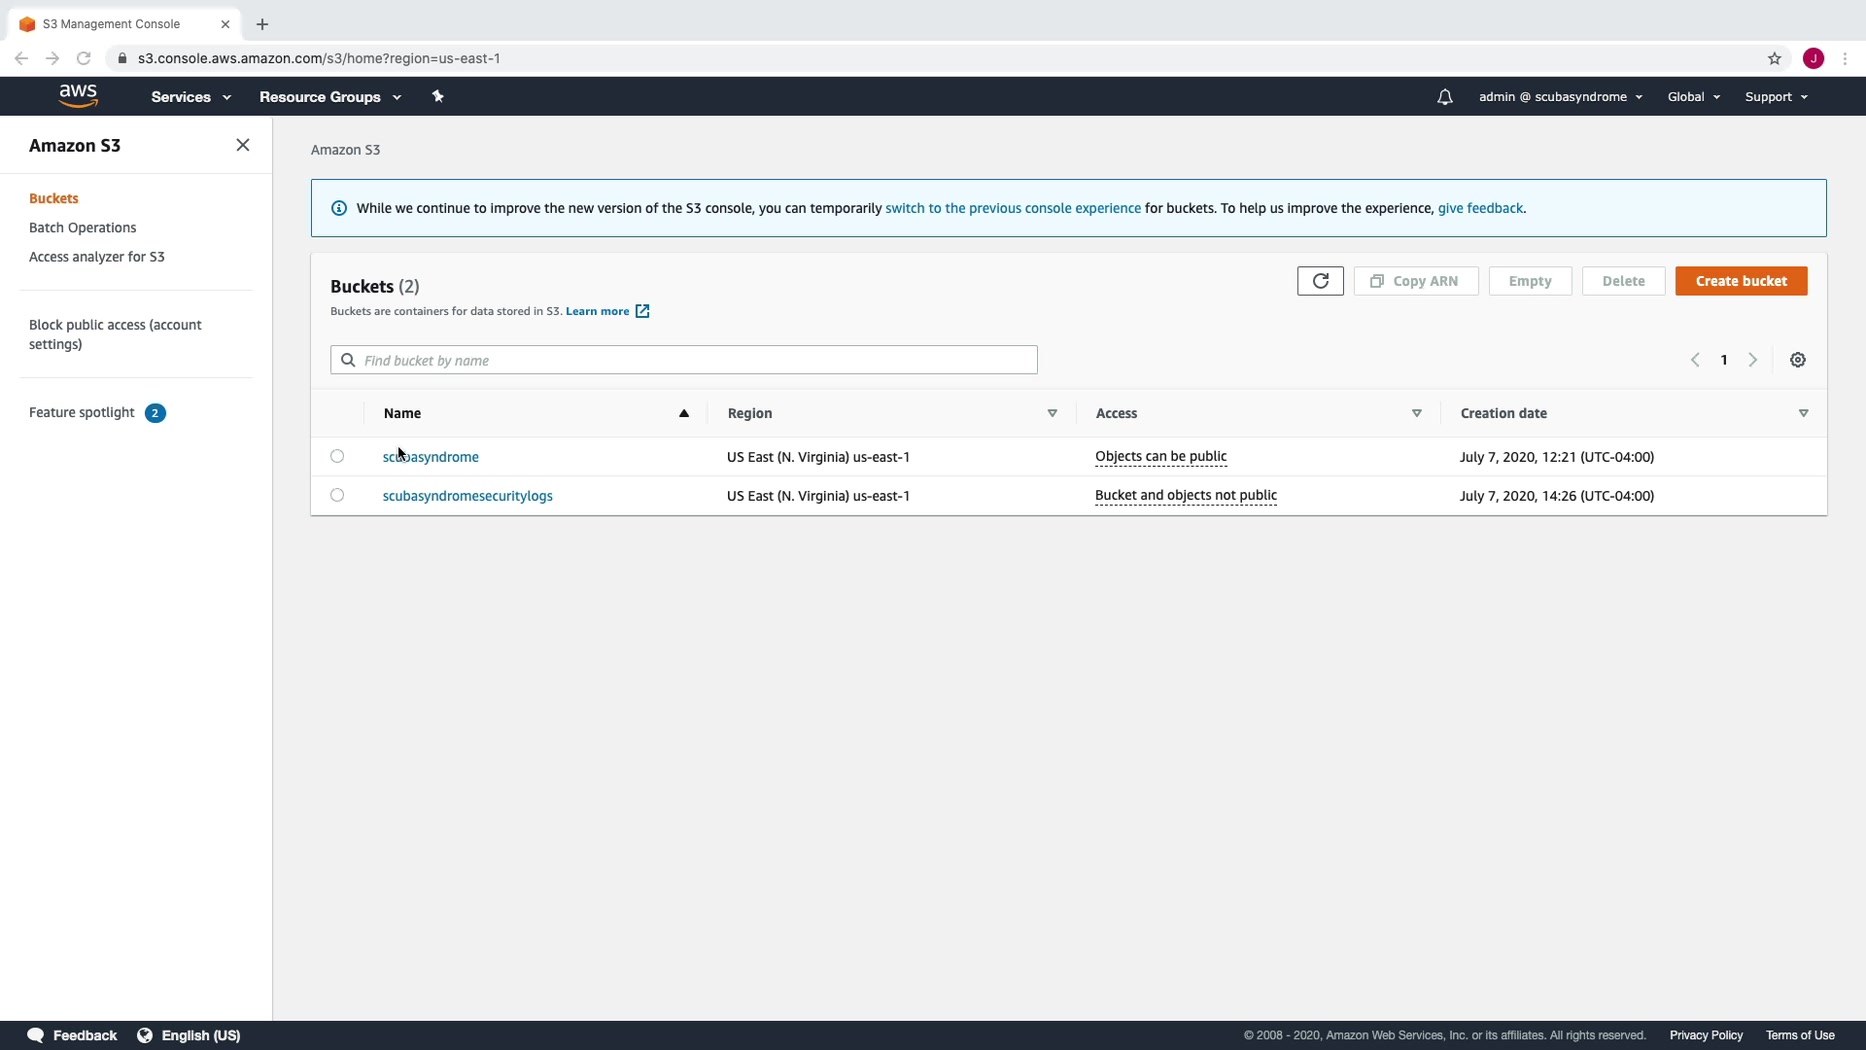 S3 Management Console
s3.console.aws.amazon.com/s3/home?region=us-east-1
J
aws
Services
Resource Groups
admin @ scubasyndrome
Global
Support
Amazon S3
Buckets
Batch Operations
Access analyzer for S3
Block public access (account
settings)
Feature spotlight 2
Amazon S3
While we continue to improve the new version of the S3 console, you can temporarily switch to the previous console experience for buckets. To help us improve the experience, give feedback.
Buckets (2)
Buckets are containers for data stored in S3. Learn more
Copy ARN
Empty
Delete
Create bucket
Find bucket by name
1
Name Region Access Creation date
scubasyndrome US East (N. Virginia) us-east-1 Objects can be public July 7, 2020, 12:21 (UTC-04:00)
scubasyndromesecuritylogs US East (N. Virginia) us-east-1 Bucket and objects not public July 7, 2020, 14:26 (UTC-04:00)
Feedback English (US) © 2008 - 2020, Amazon Web Services, Inc. or its affiliates. All rights reserved. Privacy Policy Terms of Use